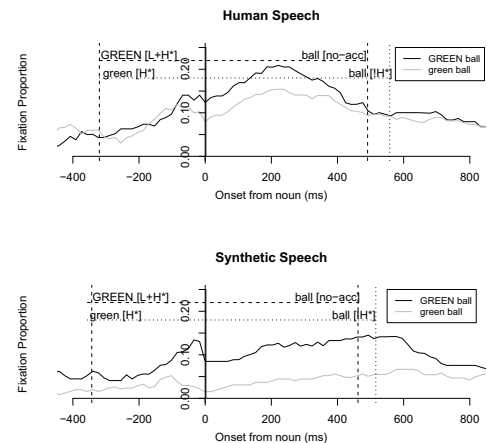 Human Speech
Fixation Proportion
0.00 0.10 0.20
GREEN [L+H*] ball [no−acc]
green [H*] ball [!H*]
GREEN ball
green ball
−400 −200 0 200 400 600 800
Onset from noun (ms)
Synthetic Speech
Fixation Proportion
0.00 0.10 0.20
GREEN [L+H*] ball [no−acc]
green [H*] ball [!H*]
GREEN ball
green ball
−400 −200 0 200 400 600 800
Onset from noun (ms)